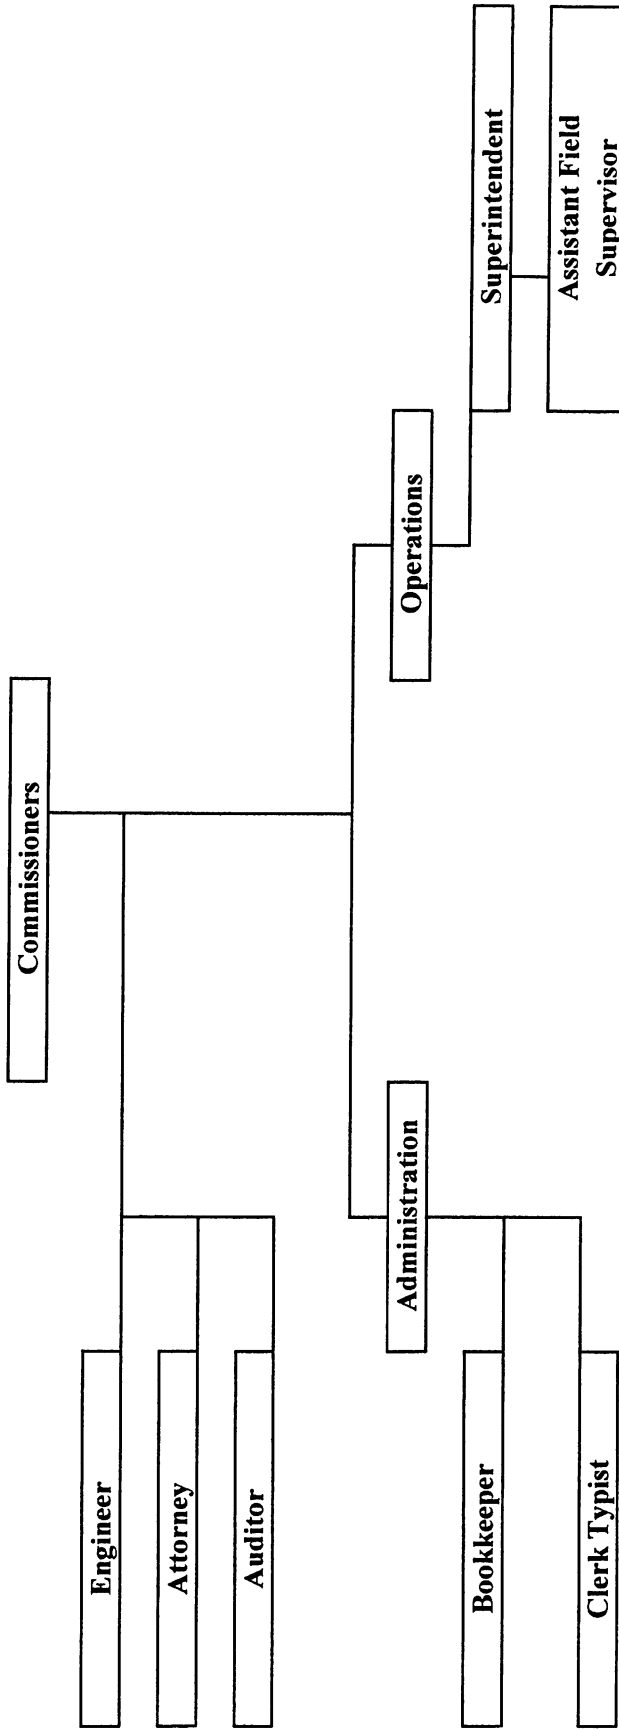 Commissioners
Engineer
Attorney
Auditor
Administration
Operations
Bookkeeper
Superintendent
Clerk Typist
Assistant Field
Supervisor